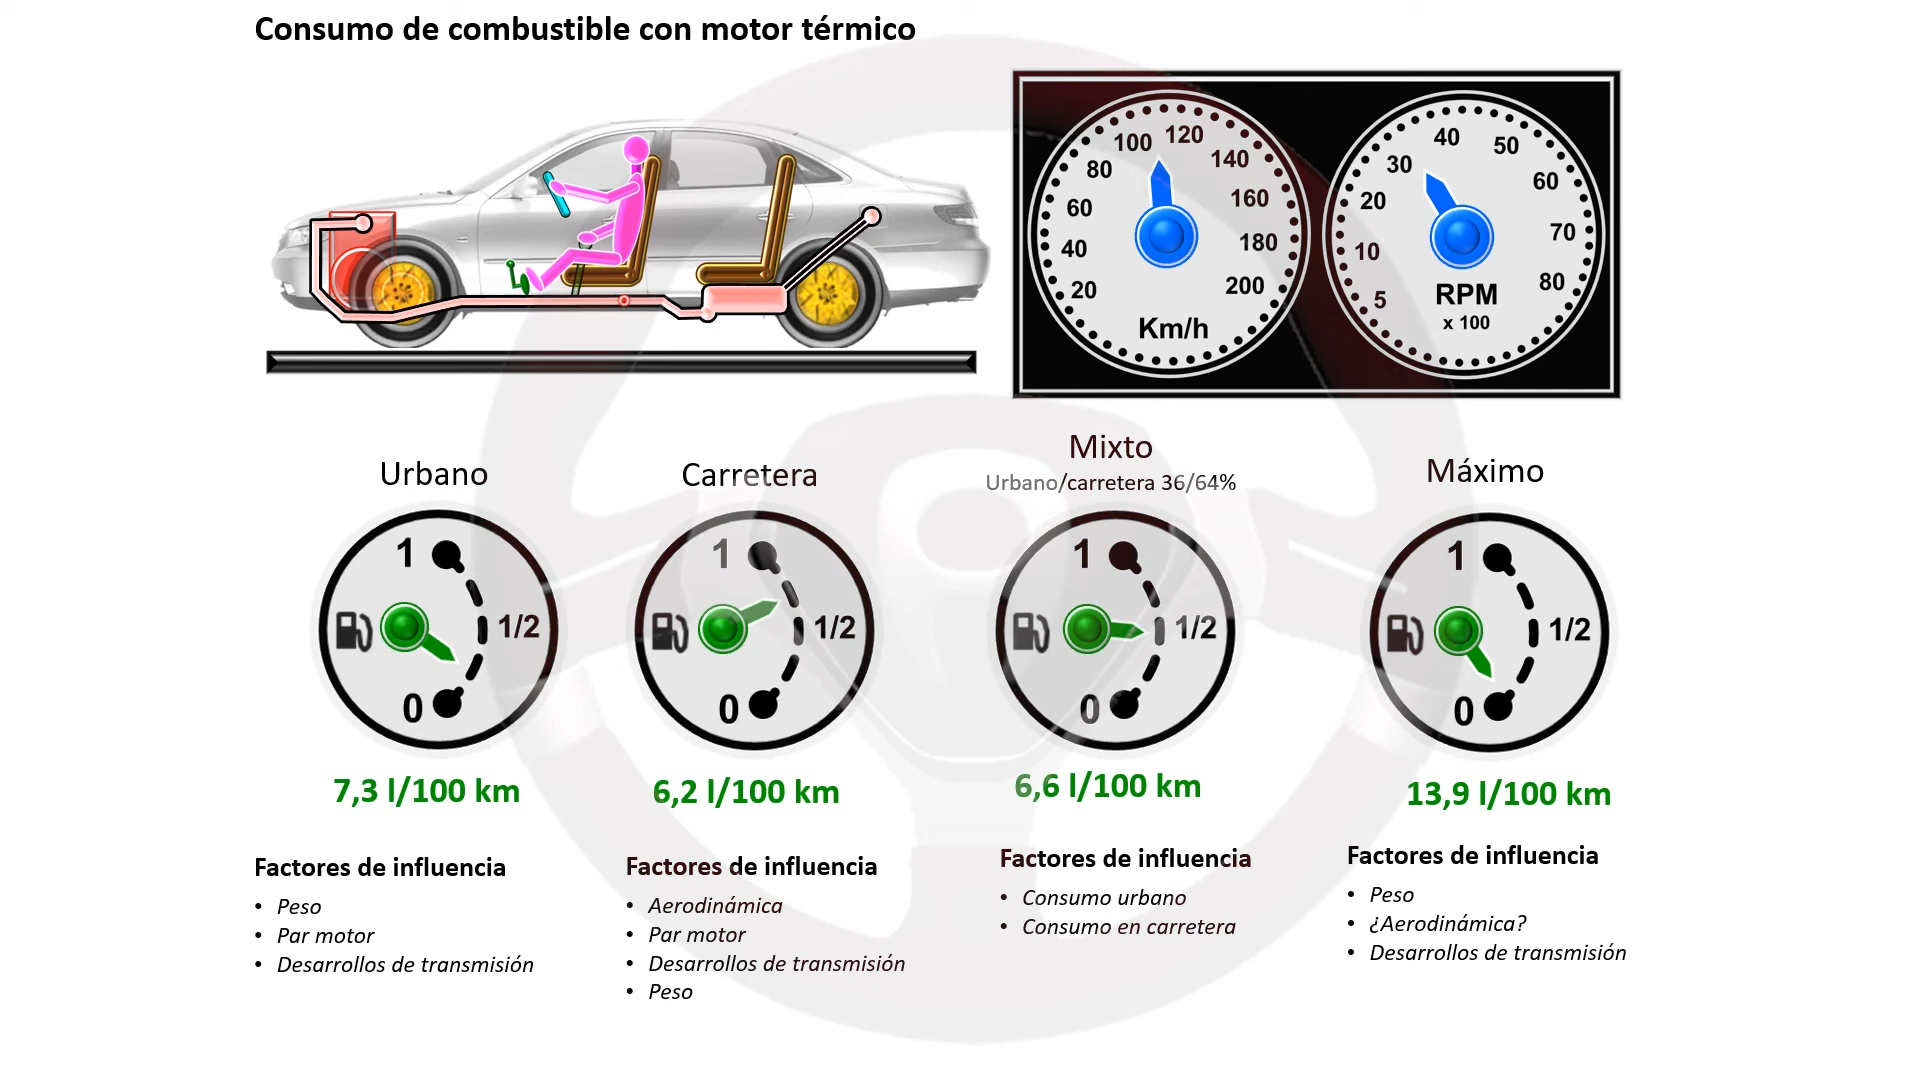 Consumo de combustible con motor térmico
100 120
80 140
60 160
40 180
20 200
Km/h
40 50
30 60
20 70
10 80
5
RPM
x 100
Urbano
1
1/2
0
7,3 l/100 km
Factores de influencia
• Peso
• Par motor
• Desarrollos de transmisión
Carretera
1
1/2
0
6,2 l/100 km
Factores de influencia
• Aerodinámica
• Par motor
• Desarrollos de transmisión
• Peso
Mixto
Urbano/carretera 36/64%
1
1/2
0
6,6 l/100 km
Factores de influencia
• Consumo urbano
• Consumo en carretera
Máximo
1
1/2
0
13,9 l/100 km
Factores de influencia
• Peso
• ¿Aerodinámica?
• Desarrollos de transmisión